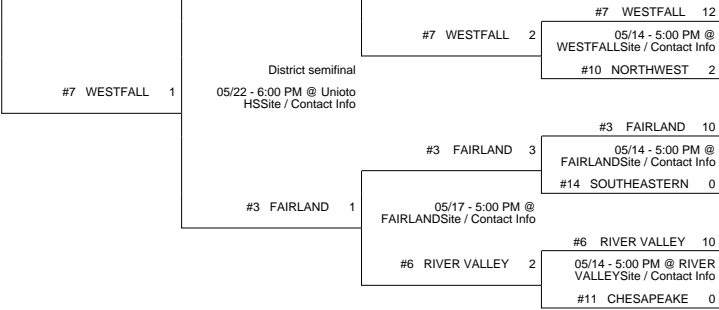 #7 WESTFALL 12
#7 WESTFALL 2
05/14 - 5:00 PM @
WESTFALLSite / Contact Info
District semifinal
#10 NORTHWEST 2
#7 WESTFALL 1
05/22 - 6:00 PM @ Unioto
HSSite / Contact Info
#3 FAIRLAND 10
#3 FAIRLAND 3
05/14 - 5:00 PM @
FAIRLANDSite / Contact Info
#14 SOUTHEASTERN 0
#3 FAIRLAND 1
05/17 - 5:00 PM @
FAIRLANDSite / Contact Info
#6 RIVER VALLEY 10
#6 RIVER VALLEY 2
05/14 - 5:00 PM @ RIVER
VALLEYSite / Contact Info
#11 CHESAPEAKE 0